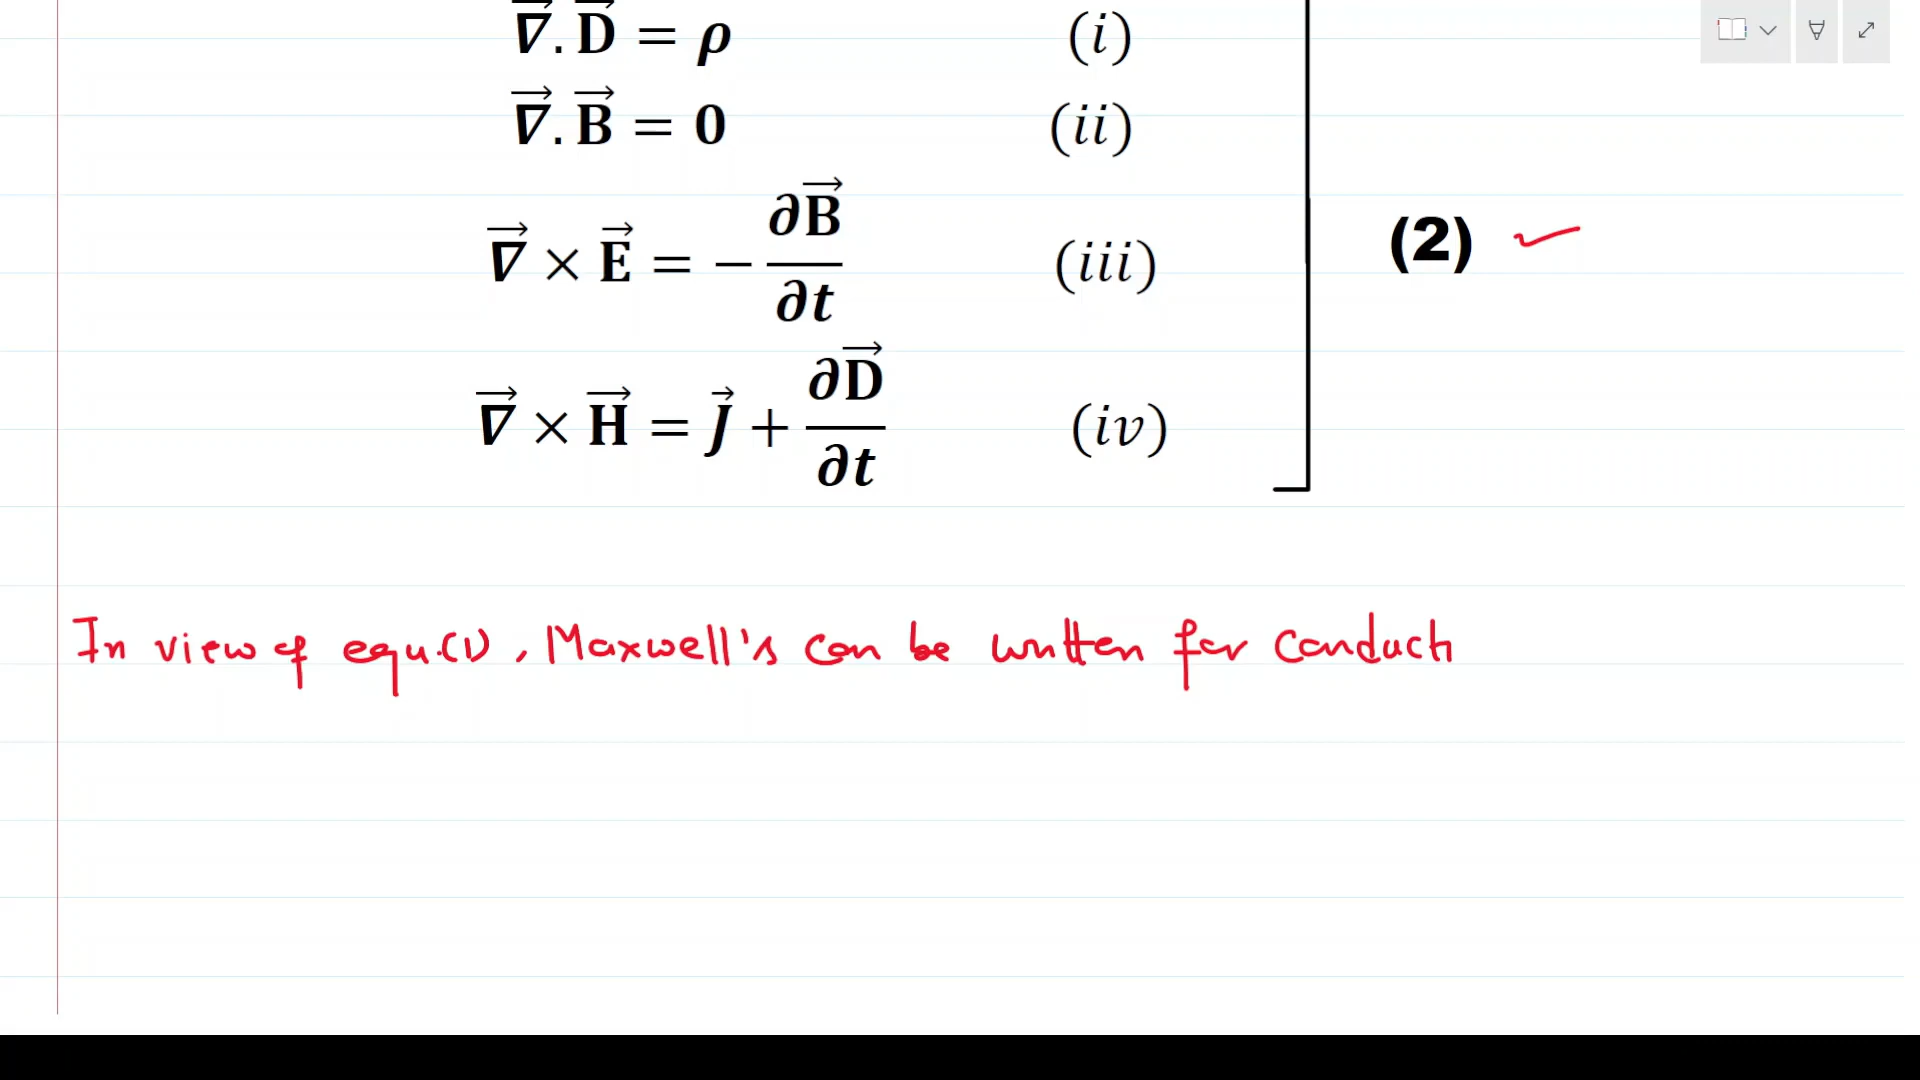 ∇⃗. D⃗ = ρ (i)
∇⃗. B⃗ = 0 (ii)
∇⃗ × E⃗ = − ∂B⃗/∂t (iii)
(2)
∇⃗ × H⃗ = J⃗ + ∂D⃗/∂t (iv)
In view of equ.(1), Maxwell's can be written for conduct